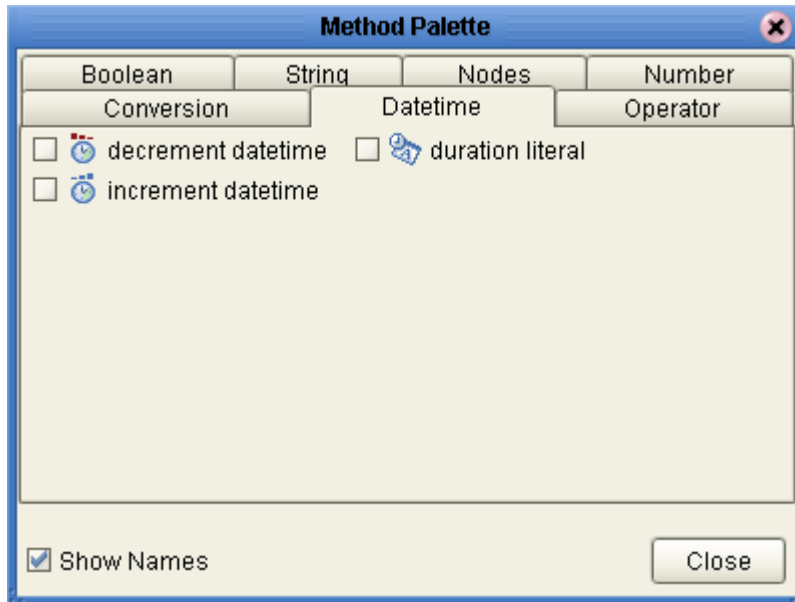 Method Palette
Boolean String Nodes Number
Conversion Datetime Operator
decrement datetime duration literal
increment datetime
Show Names Close